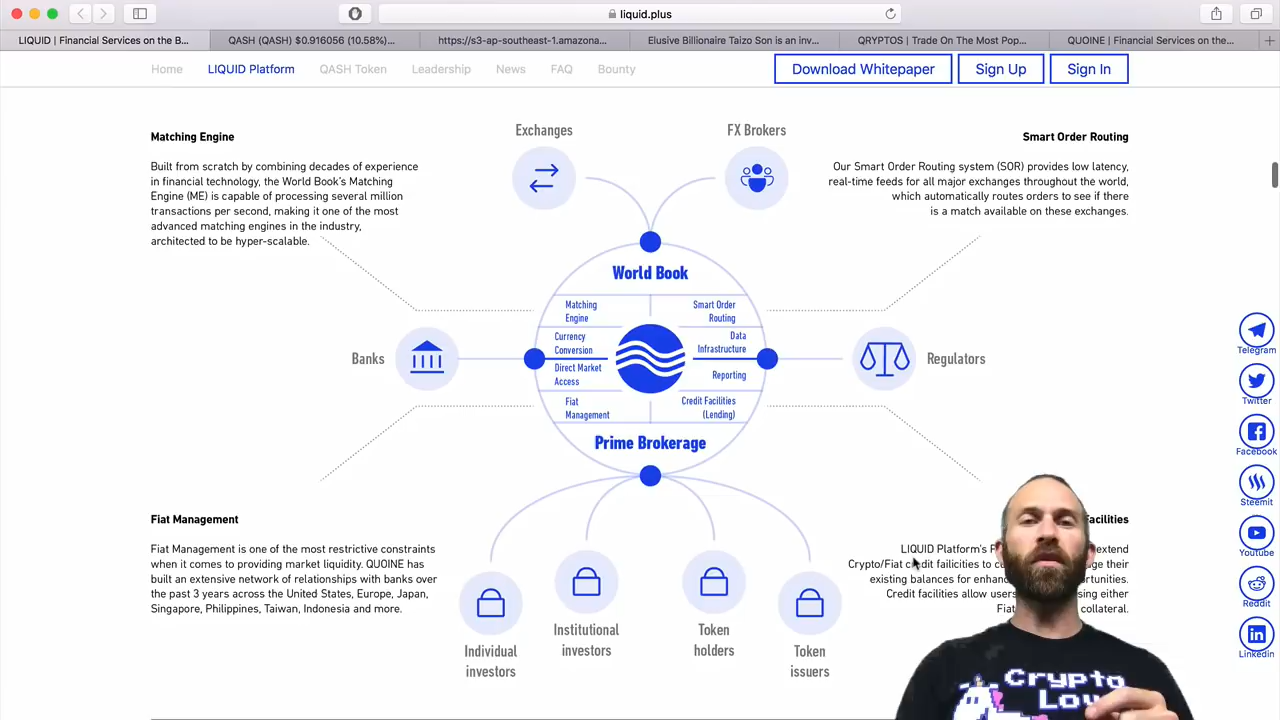 liquid.plus
LIQUID | Financial Services on the B...
QASH (QASH) $0.916056 (10.58%)...
https://s3-ap-southeast-1.amazona...
Elusive Billionaire Taizo Son is an inv...
QRYPTOS | Trade On The Most Pop...
QUOINE | Financial Services on the...
Home
LIQUID Platform
QASH Token
Leadership
News
FAQ
Bounty
Download Whitepaper
Sign Up
Sign In
Matching Engine
Built from scratch by combining decades of experience
in financial technology, the World Book's Matching
Engine (ME) is capable of processing several million
transactions per second, making it one of the most
advanced matching engines in the industry,
architected to be hyper-scalable.
Exchanges
FX Brokers
Smart Order Routing
Our Smart Order Routing system (SOR) provides low latency,
real-time feeds for all major exchanges throughout the world,
which automatically routes orders to see if there
is a match available on these exchanges.
World Book
Matching
Engine
Smart Order
Routing
Currency
Conversion
Data
Infrastructure
Direct Market
Access
Reporting
Fiat
Management
Credit Facilities
(Lending)
Prime Brokerage
Banks
Regulators
Fiat Management
Fiat Management is one of the most restrictive constraints
when it comes to providing market liquidity. QUOINE has
built an extensive network of relationships with banks over
the past 3 years across the United States, Europe, Japan,
Singapore, Philippines, Taiwan, Indonesia and more.
Individual
investors
Institutional
investors
Token
holders
Token
issuers
Facilities
LIQUID Platform's extend
Crypto/Fiat credit failicities to their
existing balances for
Credit facilities allow either
collateral.
Telegram
Twitter
Facebook
Steemit
Youtube
Reddit
Linkedin
Crypto